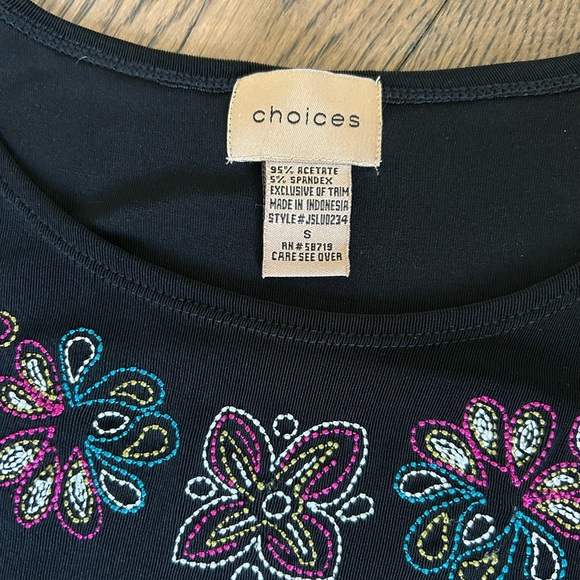 choices
95% ACETATE
5% SPANDEX
EXCLUSIVE OF TRIM
MADE IN INDONESIA
STYLE#JSLU0234
S
RN#58719
CARE SEE OVER